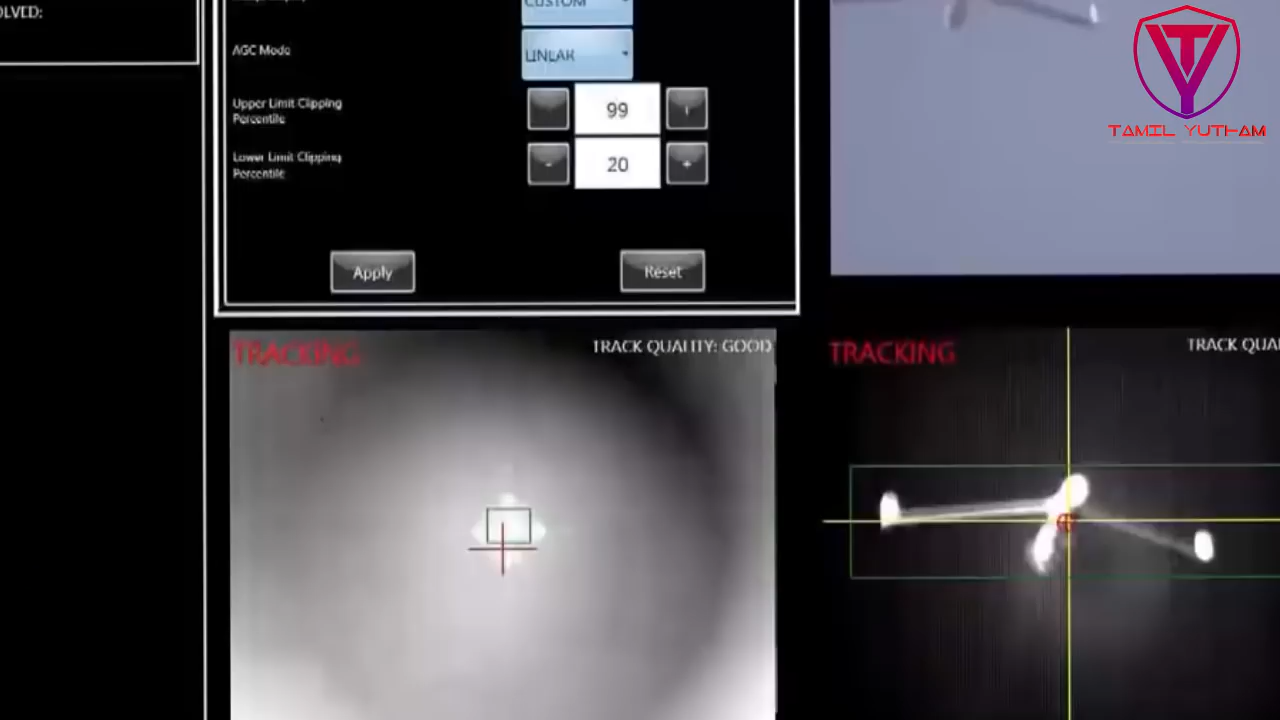 OLVED:
CUSTOM
AGC Mode
LINEAR
Upper Limit Clipping
Percentile
99
Lower Limit Clipping
Percentile
- 20 +
Apply
Reset
TAMIL YUTHAM
TRACKING
TRACK QUALITY: GOOD
TRACKING
TRACK QUA